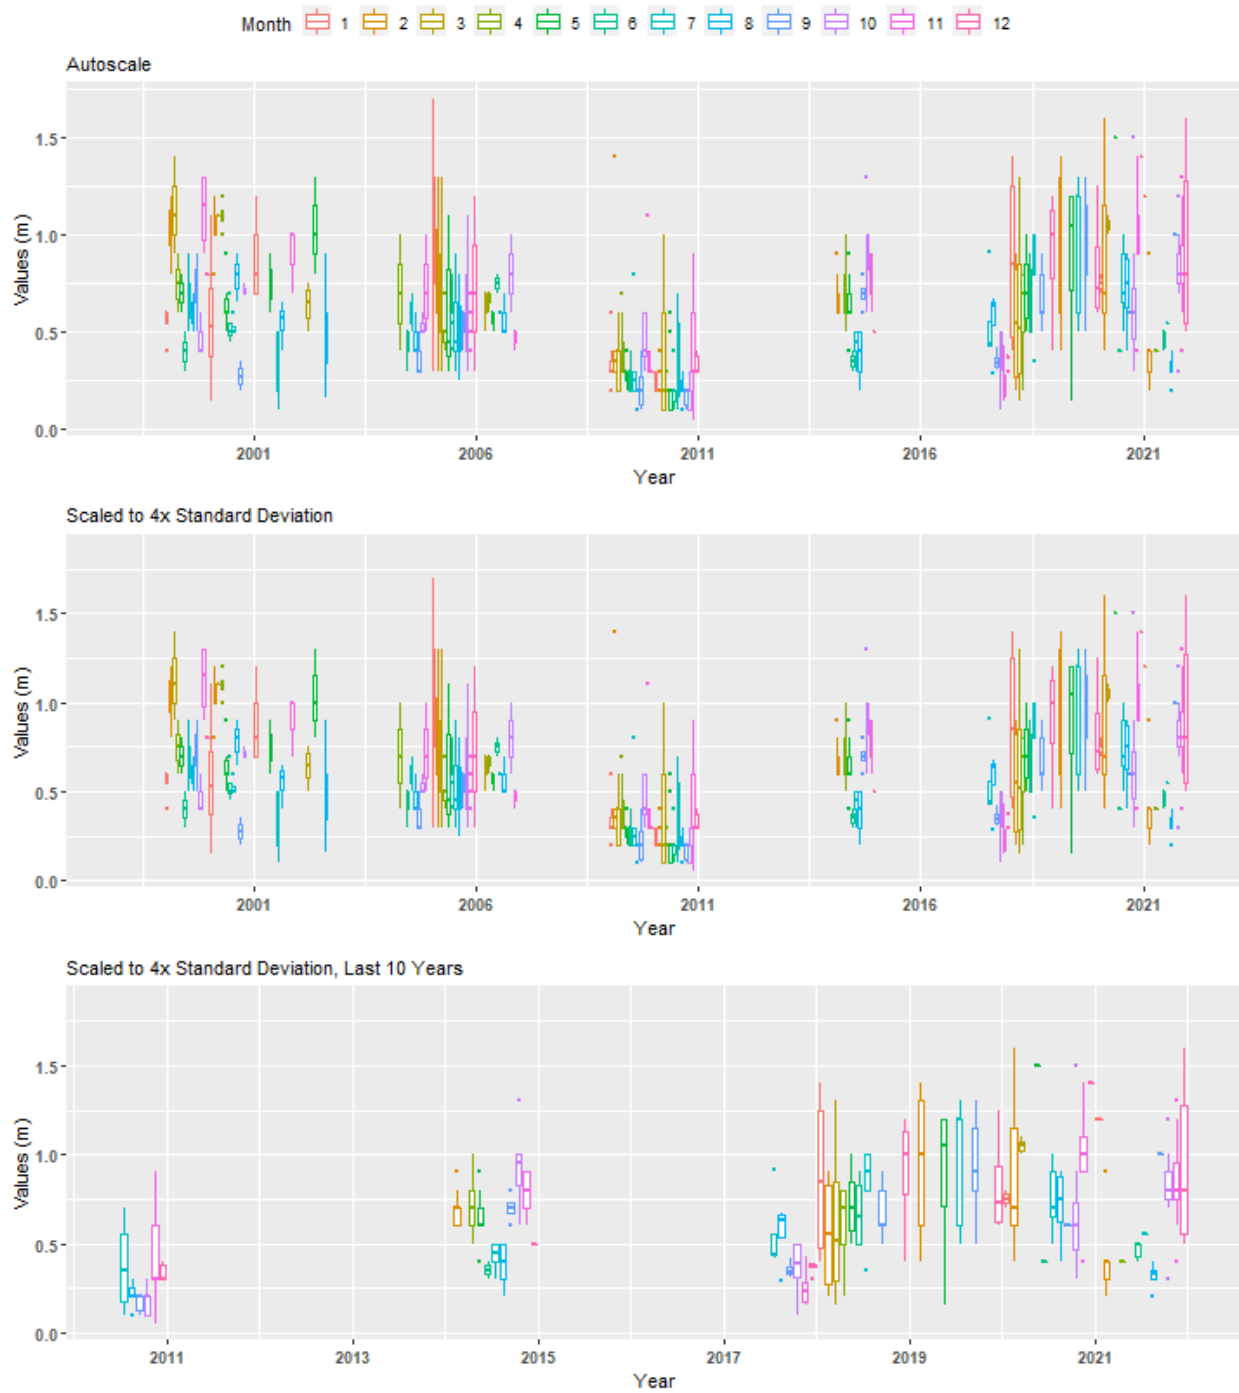 Month 1 2 3 4 5 6 7 8 9 10 11 12
Autoscale
1.5
1.0
0.5
0.0
Values (m)
2001 2006 2011 2016 2021
Year
Scaled to 4x Standard Deviation
1.5
1.0
0.5
0.0
Values (m)
2001 2006 2011 2016 2021
Year
Scaled to 4x Standard Deviation, Last 10 Years
1.5
1.0
0.5
0.0
Values (m)
2011 2013 2015 2017 2019 2021
Year